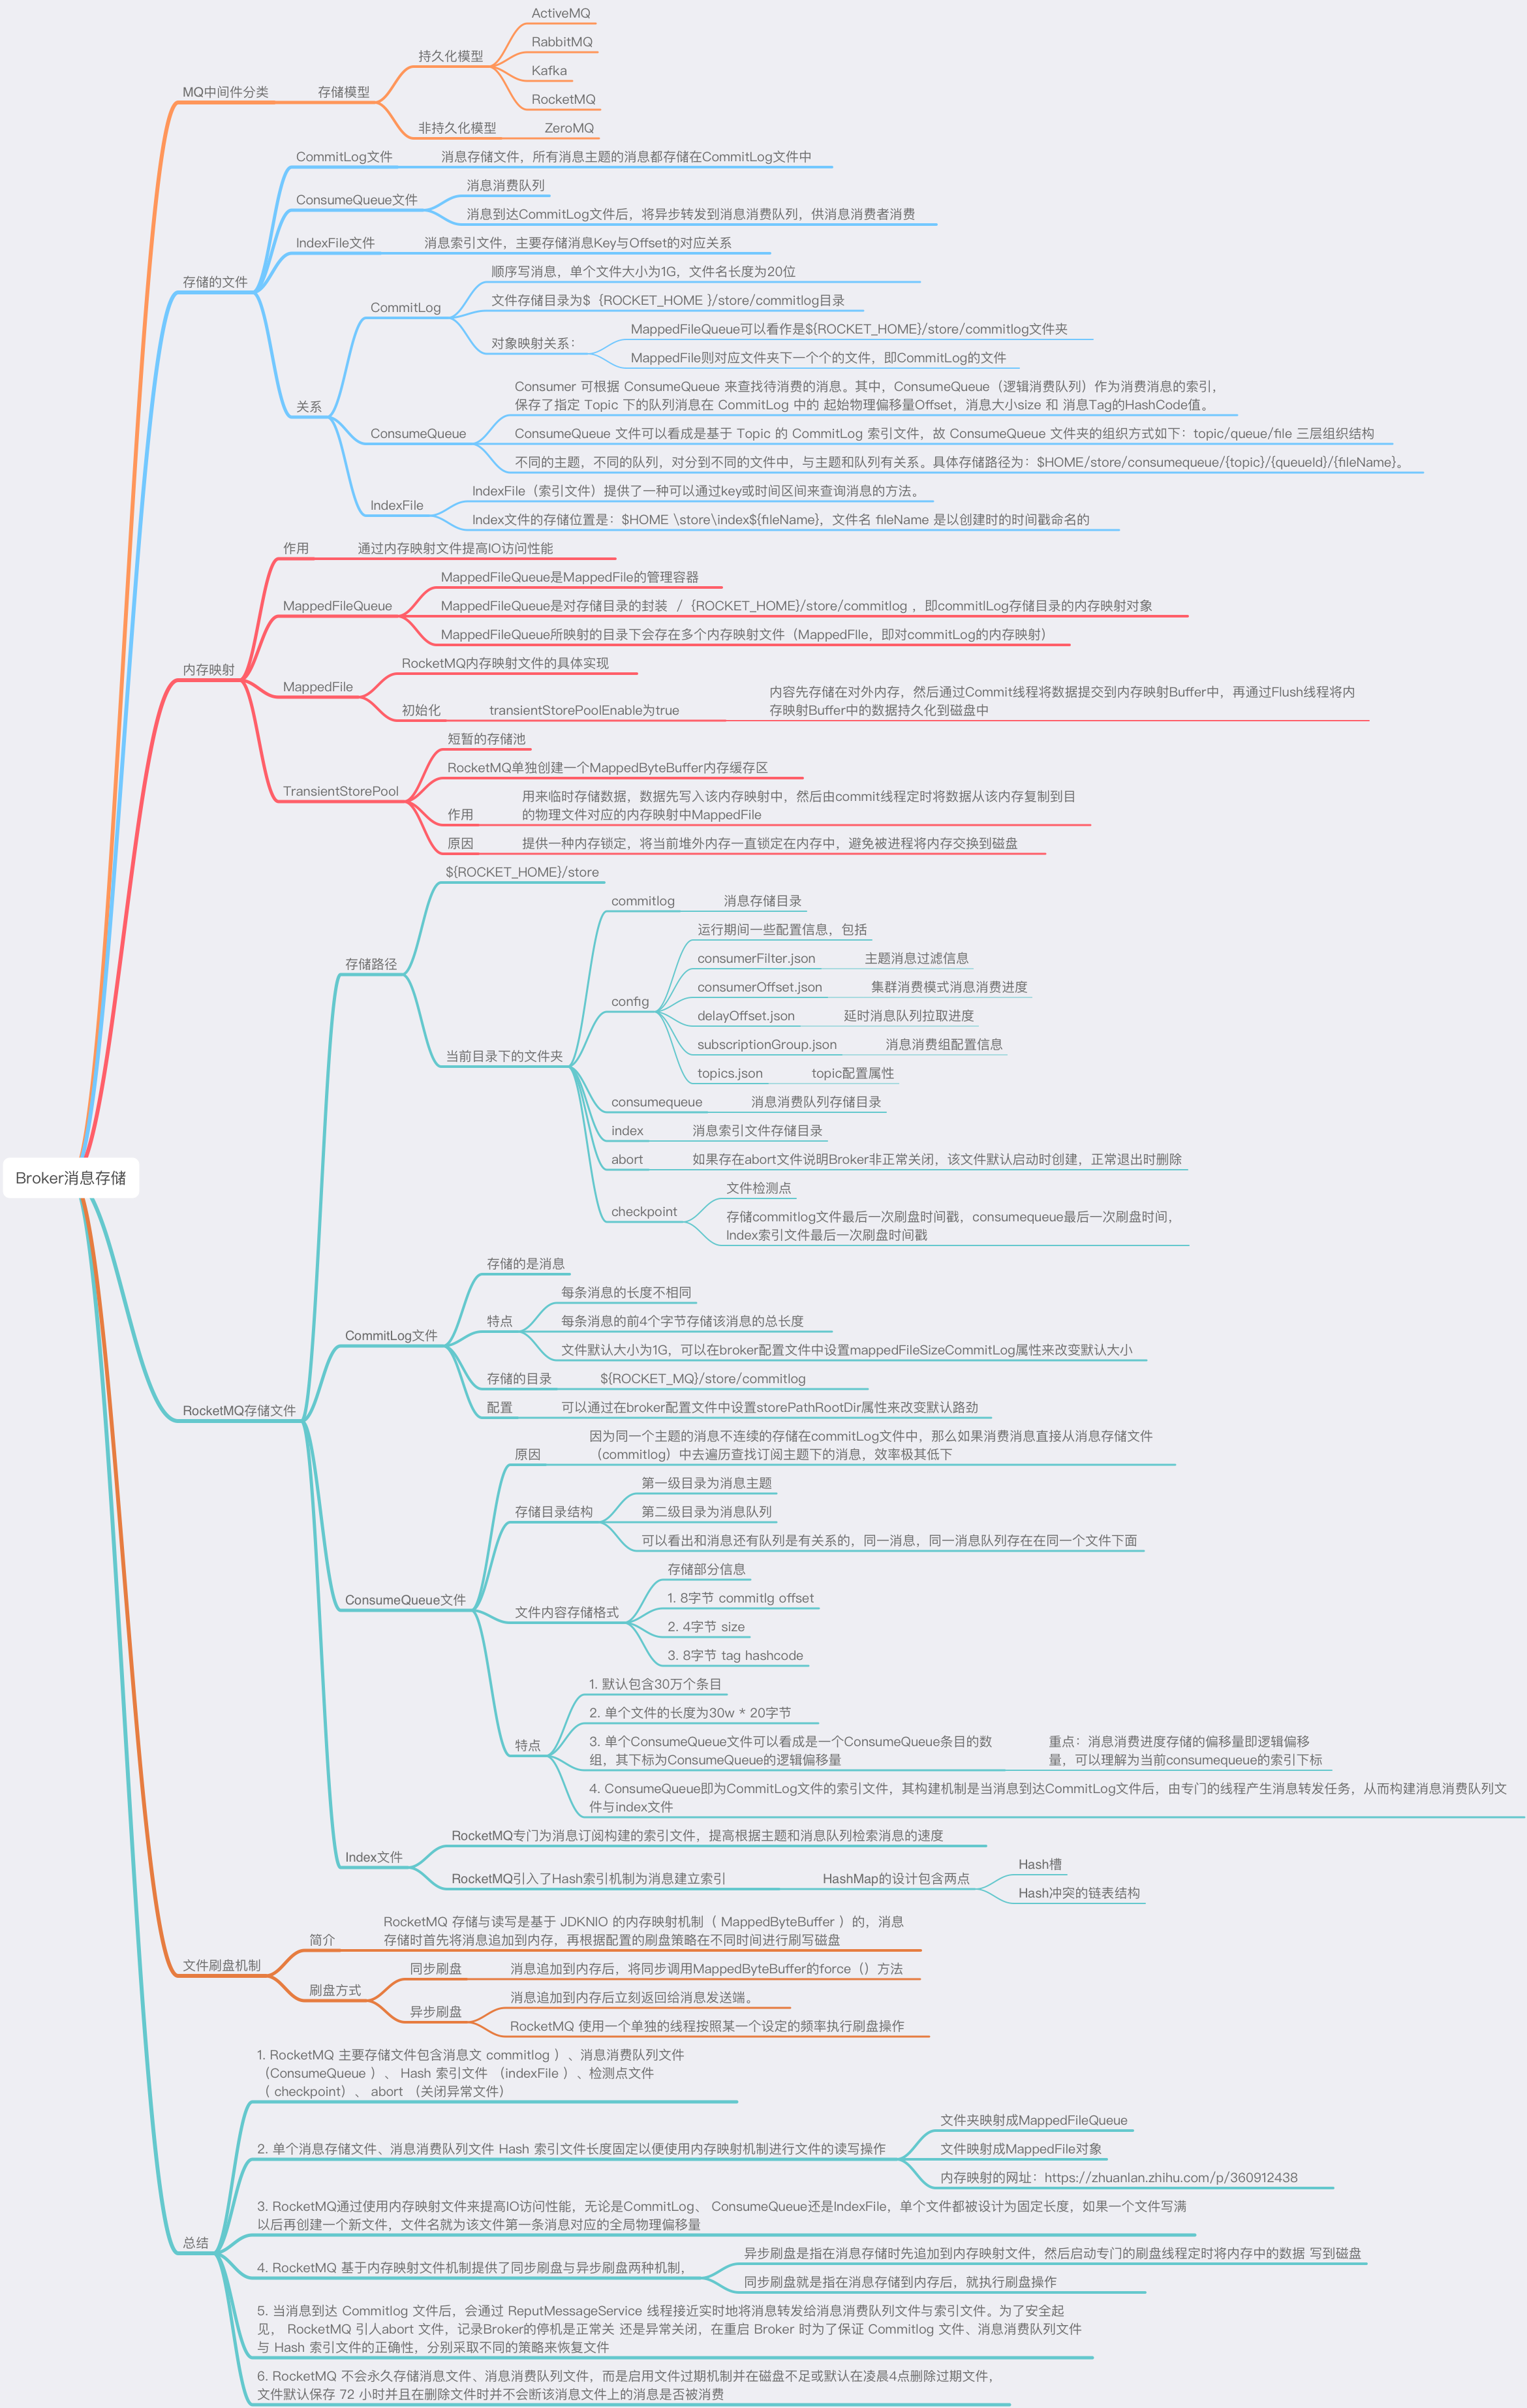 ActiveMQ
RabbitMQ
Kafka
RocketMQ
持久化模型
ZeroMQ
非持久化模型
存储模型
MQ中间件分类
CommitLog文件
消息存储文件，所有消息主题的消息都存储在CommitLog文件中
ConsumeQueue文件
消息消费队列
消息到达CommitLog文件后，将异步转发到消息消费队列，供消息消费者消费
IndexFile文件
消息索引文件，主要存储消息Key与Offset的对应关系
存储的文件
关系
CommitLog
顺序写消息，单个文件大小为1G，文件名长度为20位
文件存储目录为$｛ROCKET_HOME }/store/commitlog目录
对象映射关系：
MappedFileQueue可以看作是${ROCKET_HOME}/store/commitlog文件夹
MappedFile则对应文件夹下一个个的文件，即CommitLog的文件
ConsumeQueue
Consumer 可根据 ConsumeQueue 来查找待消费的消息。其中，ConsumeQueue（逻辑消费队列）作为消费消息的索引，
保存了指定 Topic 下的队列消息在 CommitLog 中的 起始物理偏移量Offset，消息大小size 和 消息Tag的HashCode值。
ConsumeQueue 文件可以看成是基于 Topic 的 CommitLog 索引文件，故 ConsumeQueue 文件夹的组织方式如下：topic/queue/file 三层组织结构
不同的主题，不同的队列，对分到不同的文件中，与主题和队列有关系。具体存储路径为：$HOME/store/consumequeue/{topic}/{queueId}/{fileName}。
IndexFile
IndexFile（索引文件）提供了一种可以通过key或时间区间来查询消息的方法。
Index文件的存储位置是：$HOME \store\index${fileName}，文件名 fileName 是以创建时的时间戳命名的
内存映射
作用
通过内存映射文件提高IO访问性能
MappedFileQueue
MappedFileQueue是MappedFile的管理容器
MappedFileQueue是对存储目录的封装 ／{ROCKET_HOME}/store/commitlog ，即commitlLog存储目录的内存映射对象
MappedFileQueue所映射的目录下会存在多个内存映射文件（MappedFIle，即对commitLog的内存映射）
MappedFile
RocketMQ内存映射文件的具体实现
初始化
transientStorePoolEnable为true
内容先存储在对外内存，然后通过Commit线程将数据提交到内存映射Buffer中，再通过Flush线程将内
存映射Buffer中的数据持久化到磁盘中
TransientStorePool
短暂的存储池
RocketMQ单独创建一个MappedByteBuffer内存缓存区
作用
用来临时存储数据，数据先写入该内存映射中，然后由commit线程定时将数据从该内存复制到目
的物理文件对应的内存映射中MappedFile
原因
提供一种内存锁定，将当前堆外内存一直锁定在内存中，避免被进程将内存交换到磁盘
Broker消息存储
RocketMQ存储文件
存储路径
${ROCKET_HOME}/store
当前目录下的文件夹
commitlog
消息存储目录
config
运行期间一些配置信息，包括
consumerFilter.json
主题消息过滤信息
consumerOffset.json
集群消费模式消息消费进度
delayOffset.json
延时消息队列拉取进度
subscriptionGroup.json
消息消费组配置信息
topics.json
topic配置属性
consumequeue
消息消费队列存储目录
index
消息索引文件存储目录
abort
如果存在abort文件说明Broker非正常关闭，该文件默认启动时创建，正常退出时删除
checkpoint
文件检测点
存储commitlog文件最后一次刷盘时间戳，consumequeue最后一次刷盘时间，
Index索引文件最后一次刷盘时间戳
CommitLog文件
存储的是消息
特点
每条消息的长度不相同
每条消息的前4个字节存储该消息的总长度
文件默认大小为1G，可以在broker配置文件中设置mappedFileSizeCommitLog属性来改变默认大小
存储的目录
${ROCKET_MQ}/store/commitlog
配置
可以通过在broker配置文件中设置storePathRootDir属性来改变默认路劲
ConsumeQueue文件
原因
因为同一个主题的消息不连续的存储在commitLog文件中，那么如果消费消息直接从消息存储文件
（commitlog）中去遍历查找订阅主题下的消息，效率极其低下
存储目录结构
第一级目录为消息主题
第二级目录为消息队列
可以看出和消息还有队列是有关系的，同一消息，同一消息队列存在在同一个文件下面
文件内容存储格式
存储部分信息
1. 8字节 commitlg offset
2. 4字节 size
3. 8字节 tag hashcode
特点
1. 默认包含30万个条目
2. 单个文件的长度为30w * 20字节
3. 单个ConsumeQueue文件可以看成是一个ConsumeQueue条目的数
组，其下标为ConsumeQueue的逻辑偏移量
重点：消息消费进度存储的偏移量即逻辑偏移
量，可以理解为当前consumequeue的索引下标
4. ConsumeQueue即为CommitLog文件的索引文件，其构建机制是当消息到达CommitLog文件后，由专门的线程产生消息转发任务，从而构建消息消费队列文
件与index文件
Index文件
RocketMQ专门为消息订阅构建的索引文件，提高根据主题和消息队列检索消息的速度
RocketMQ引入了Hash索引机制为消息建立索引
HashMap的设计包含两点
Hash槽
Hash冲突的链表结构
文件刷盘机制
简介
RocketMQ 存储与读写是基于 JDKNIO 的内存映射机制（ MappedByteBuffer ）的，消息
存储时首先将消息追加到内存，再根据配置的刷盘策略在不同时间进行刷写磁盘
刷盘方式
同步刷盘
消息追加到内存后，将同步调用MappedByteBuffer的force（）方法
异步刷盘
消息追加到内存后立刻返回给消息发送端。
RocketMQ 使用一个单独的线程按照某一个设定的频率执行刷盘操作
总结
1. RocketMQ 主要存储文件包含消息文 commitlog ）、消息消费队列文件
（ConsumeQueue ）、 Hash 索引文件 （indexFile ）、检测点文件
（ checkpoint）、 abort （关闭异常文件）
2. 单个消息存储文件、消息消费队列文件 Hash 索引文件长度固定以便使用内存映射机制进行文件的读写操作
文件夹映射成MappedFileQueue
文件映射成MappedFile对象
内存映射的网址：https://zhuanlan.zhihu.com/p/360912438
3. RocketMQ通过使用内存映射文件来提高IO访问性能，无论是CommitLog、 ConsumeQueue还是IndexFile，单个文件都被设计为固定长度，如果一个文件写满
以后再创建一个新文件，文件名就为该文件第一条消息对应的全局物理偏移量
4. RocketMQ 基于内存映射文件机制提供了同步刷盘与异步刷盘两种机制，
异步刷盘是指在消息存储时先追加到内存映射文件，然后启动专门的刷盘线程定时将内存中的数据 写到磁盘
同步刷盘就是指在消息存储到内存后，就执行刷盘操作
5. 当消息到达 Commitlog 文件后，会通过 ReputMessageService 线程接近实时地将消息转发给消息消费队列文件与索引文件。为了安全起
见， RocketMQ 引人abort 文件，记录Broker的停机是正常关 还是异常关闭，在重启 Broker 时为了保证 Commitlog 文件、消息消费队列文件
与 Hash 索引文件的正确性，分别采取不同的策略来恢复文件
6. RocketMQ 不会永久存储消息文件、消息消费队列文件，而是启用文件过期机制并在磁盘不足或默认在凌晨4点删除过期文件，
文件默认保存 72 小时并且在删除文件时并不会断该消息文件上的消息是否被消费